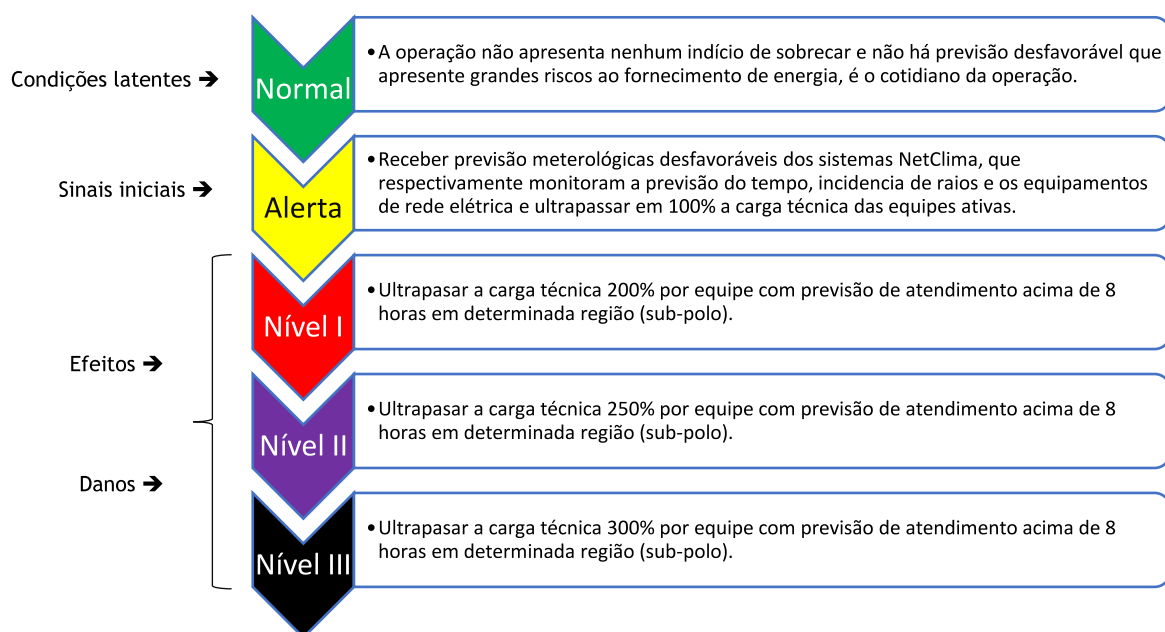 Condições latentes ➔
Normal
•A operação não apresenta nenhum indício de sobrecar e não há previsão desfavorável que
apresente grandes riscos ao fornecimento de energia, é o cotidiano da operação.
Sinais iniciais ➔
Alerta
•Receber previsão meterológicas desfavoráveis dos sistemas NetClima, que
respectivamente monitoram a previsão do tempo, incidencia de raios e os equipamentos
de rede elétrica e ultrapassar em 100% a carga técnica das equipes ativas.
Efeitos ➔
Danos ➔
Nível I
•Ultrapasar a carga técnica 200% por equipe com previsão de atendimento acima de 8
horas em determinada região (sub-polo).
Nível II
•Ultrapasar a carga técnica 250% por equipe com previsão de atendimento acima de 8
horas em determinada região (sub-polo).
Nível III
•Ultrapasar a carga técnica 300% por equipe com previsão de atendimento acima de 8
horas em determinada região (sub-polo).